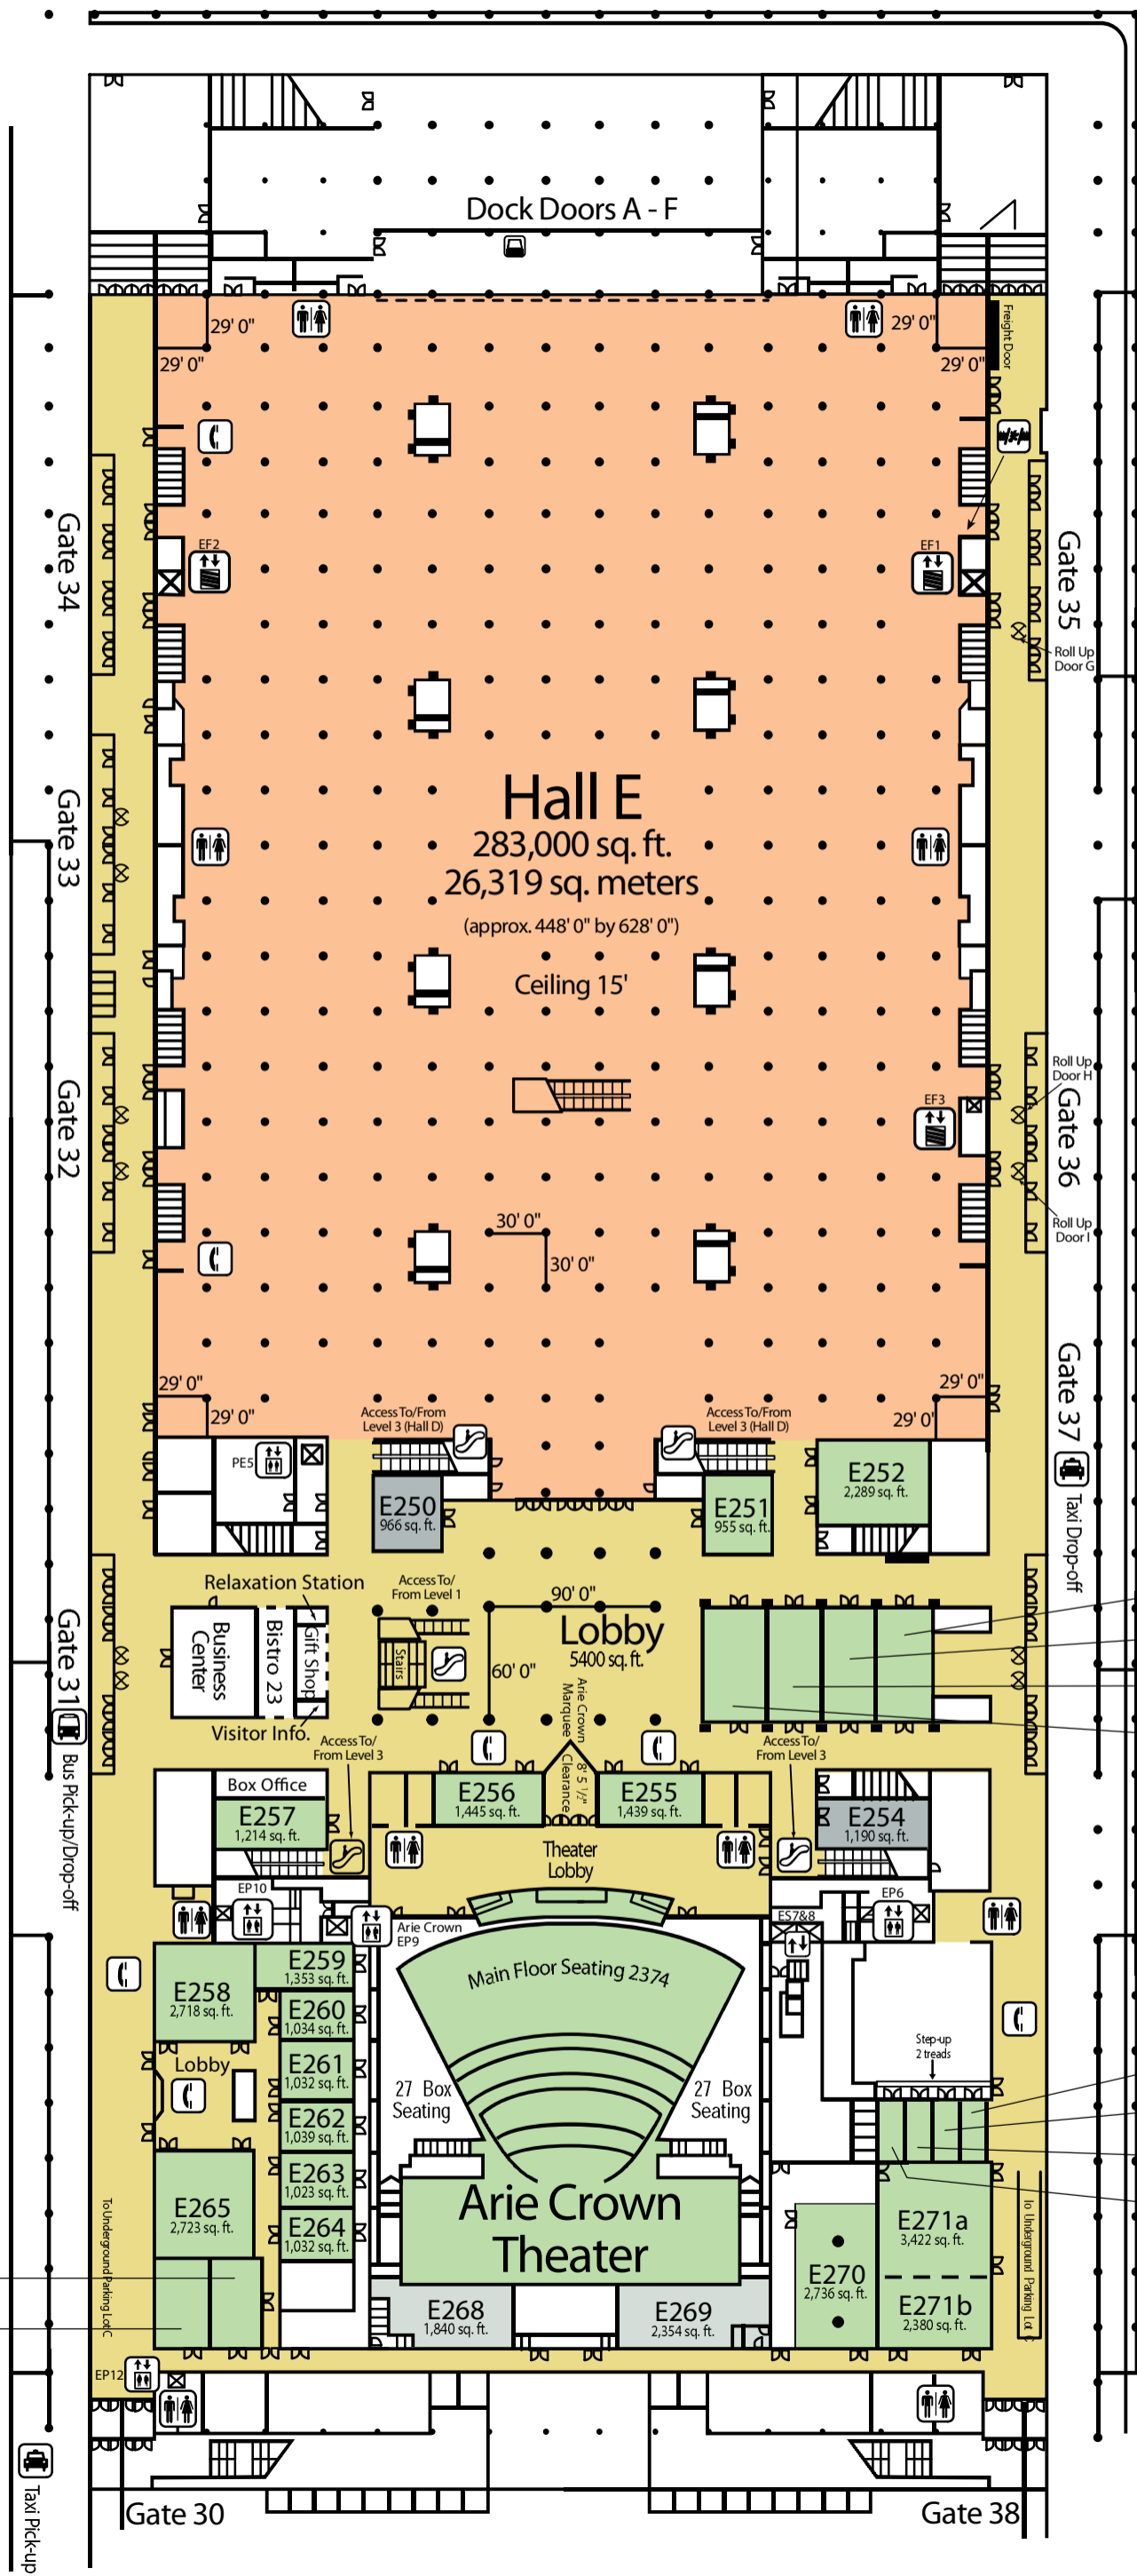 Dock Doors A - F
29' 0"
29' 0"
29' 0"
29' 0"
Freight Door
Gate 34
EF2
EF1
Gate 35
Roll Up
Door G
Gate 33
Hall E
283,000 sq. ft.
26,319 sq. meters
(approx. 448' 0" by 628' 0")
Ceiling 15'
Gate 32
Roll Up
Door H
EF3
Gate 36
Roll Up
Door I
30' 0"
30' 0"
Gate 37
29' 0"
29' 0"
29' 0"
29' 0"
Access To/From
Level 3 (Hall D)
Access To/From
Level 3 (Hall D)
PE5
E250
966 sq. ft.
E251
955 sq. ft.
E252
2,289 sq. ft.
Taxi Drop-off
Relaxation Station
Access To/
From Level 1
90' 0"
Lobby
5400 sq. ft.
60' 0"
Business
Center
Bistro 23
Gift Shop
Stairs
Visitor Info.
Gate 31
Bus Pick-up/Drop-off
Arie Crown
Marquee
8' 5 ½"
Clearance
Access To/
From Level 3
Access To/
From Level 3
Box Office
E257
1,214 sq. ft.
E256
1,445 sq. ft.
E255
1,439 sq. ft.
E254
1,190 sq. ft.
Theater
Lobby
EP10
EP6
Arie Crown
EP9
ES7&8
E258
2,718 sq. ft.
E259
1,353 sq. ft.
E260
1,034 sq. ft.
E261
1,032 sq. ft.
E262
1,039 sq. ft.
E263
1,023 sq. ft.
E264
1,032 sq. ft.
Lobby
E265
2,723 sq. ft.
Main Floor Seating 2374
27 Box
Seating
27 Box
Seating
Arie Crown
Theater
Step-up
2 treads
E268
1,840 sq. ft.
E269
2,354 sq. ft.
E270
2,736 sq. ft.
E271a
3,422 sq. ft.
E271b
2,380 sq. ft.
To Underground Parking Lot C
To Underground Parking Lot C
EP12
Taxi Pick-up
Gate 30
Gate 38